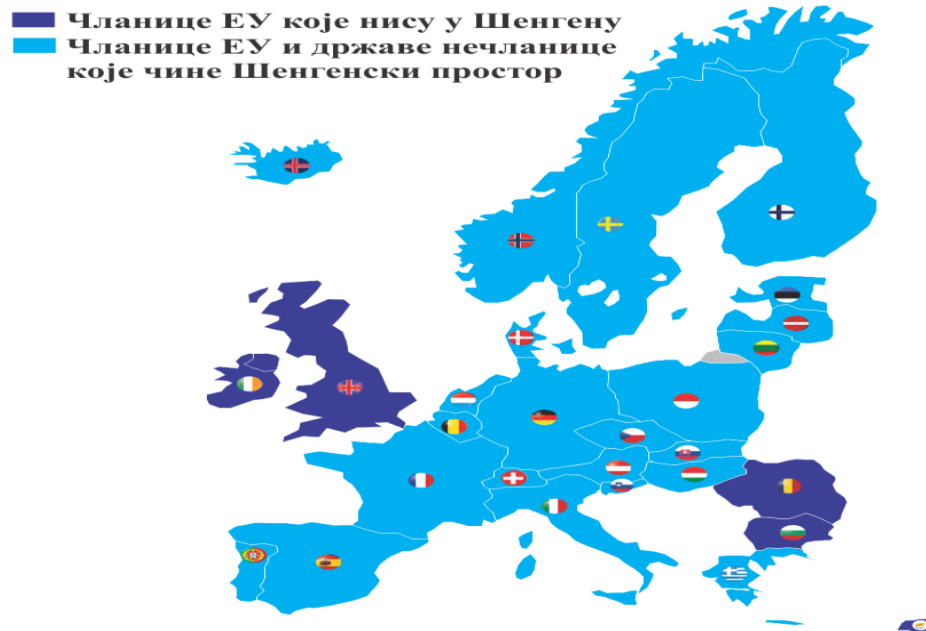 Чланице ЕУ које нису у Шенгену
Чланице ЕУ и државе нечланице
које чине Шенгенски простор